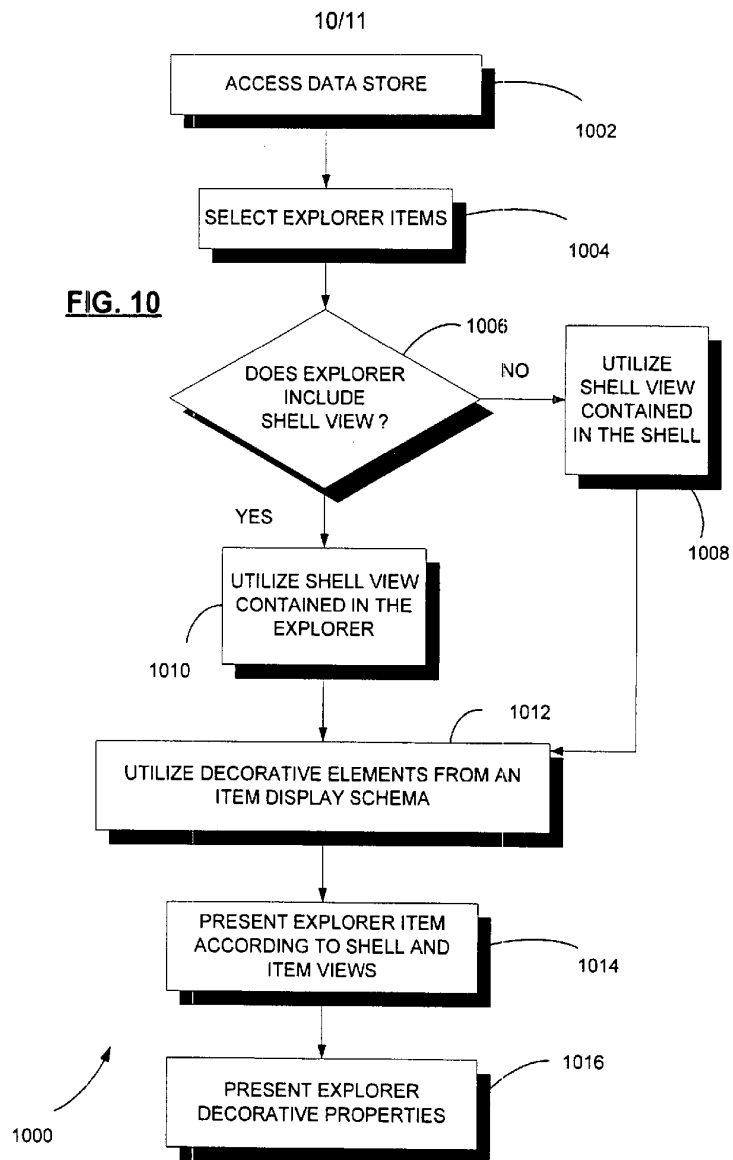 10/11
ACCESS DATA STORE
1002
SELECT EXPLORER ITEMS
1004
FIG. 10
1006
DOES EXPLORER
INCLUDE
SHELL VIEW ?
NO
UTILIZE
SHELL VIEW
CONTAINED
IN THE SHELL
1008
YES
UTILIZE SHELL VIEW
CONTAINED IN THE
EXPLORER
1010
1012
UTILIZE DECORATIVE ELEMENTS FROM AN
ITEM DISPLAY SCHEMA
PRESENT EXPLORER ITEM
ACCORDING TO SHELL AND
ITEM VIEWS
1014
PRESENT EXPLORER
DECORATIVE PROPERTIES
1016
1000